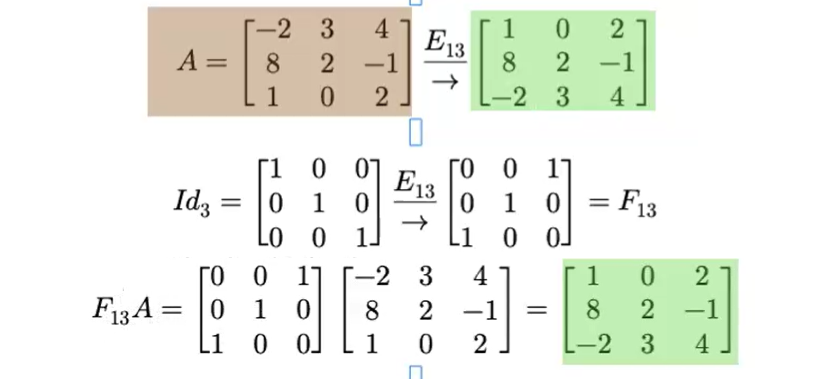 A = [−2 3 4; 8 2 −1; 1 0 2] E₁₃ → [1 0 2; 8 2 −1; −2 3 4]
Id₃ = [1 0 0; 0 1 0; 0 0 1] E₁₃ → [0 0 1; 0 1 0; 1 0 0] = F₁₃
F₁₃A = [0 0 1; 0 1 0; 1 0 0] [−2 3 4; 8 2 −1; 1 0 2] = [1 0 2; 8 2 −1; −2 3 4]